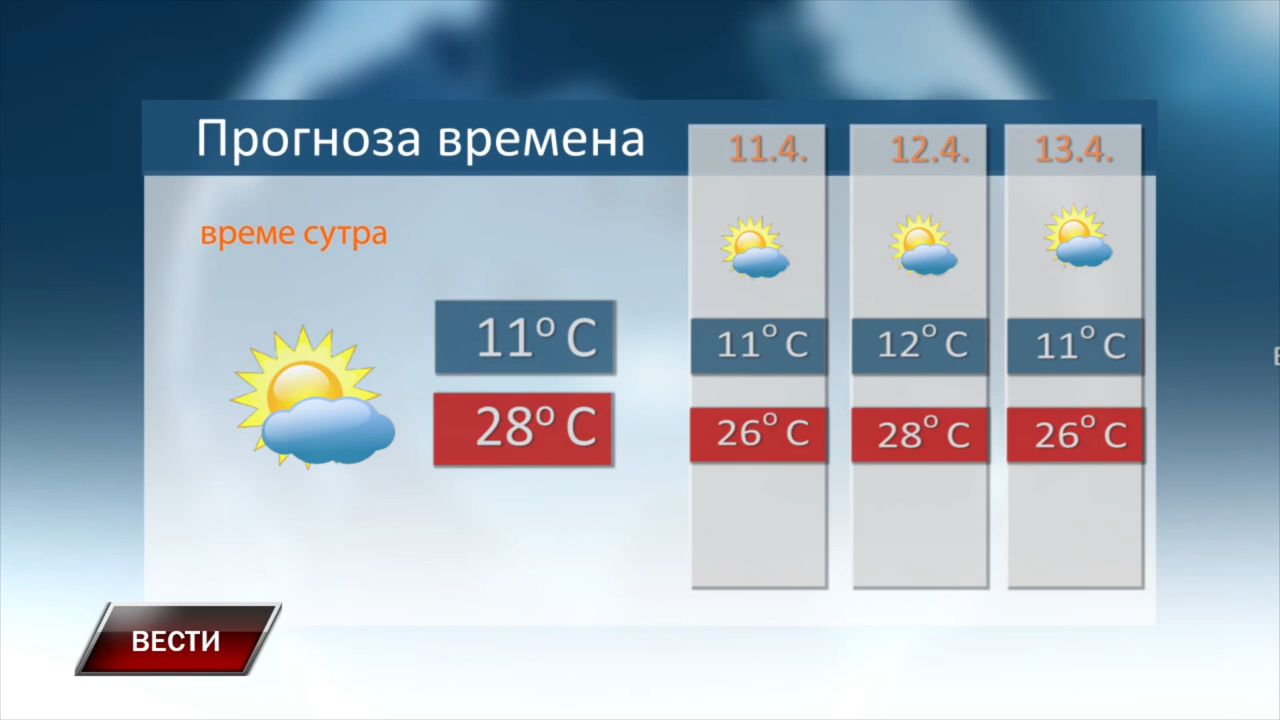 Прогноза времена
време сутра
11° C
28° C
11.4.
11° C
26° C
12.4.
12° C
28° C
13.4.
11° C
26° C
ВЕСТИ